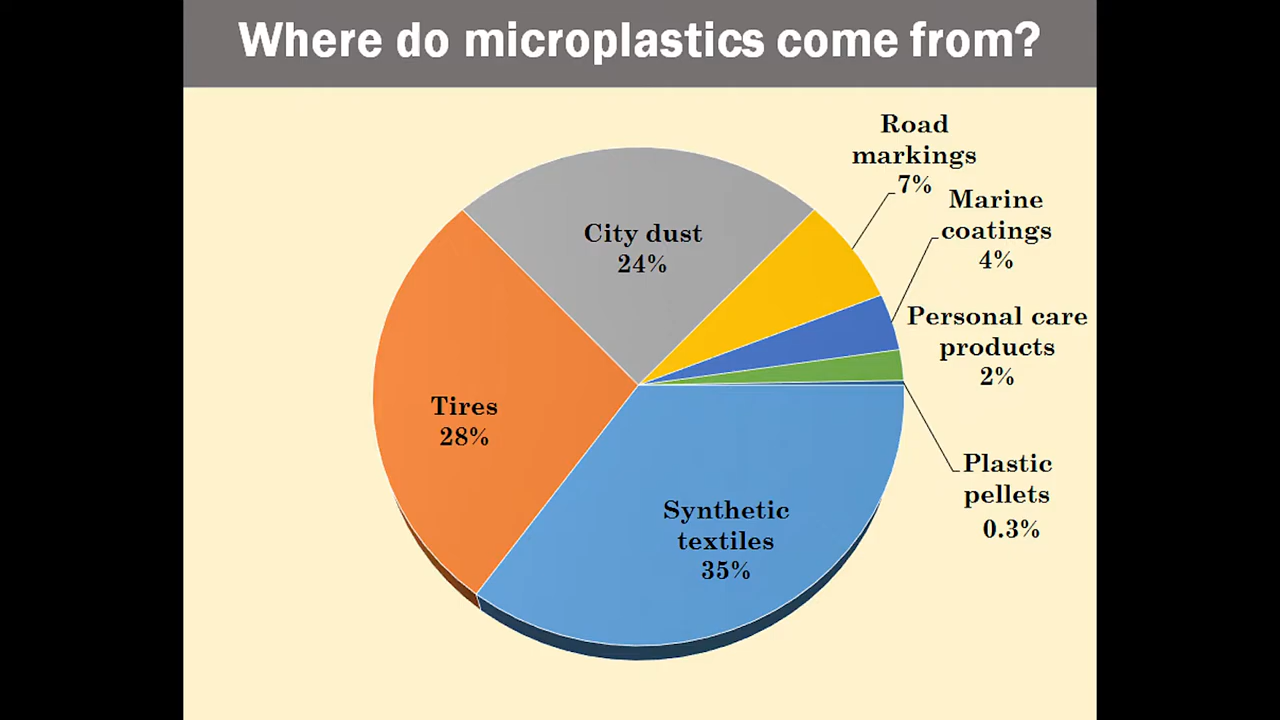 Where do microplastics come from?
Road
markings
7%
Marine
coatings
4%
City dust
24%
Personal care
products
2%
Tires
28%
Plastic
pellets
0.3%
Synthetic
textiles
35%